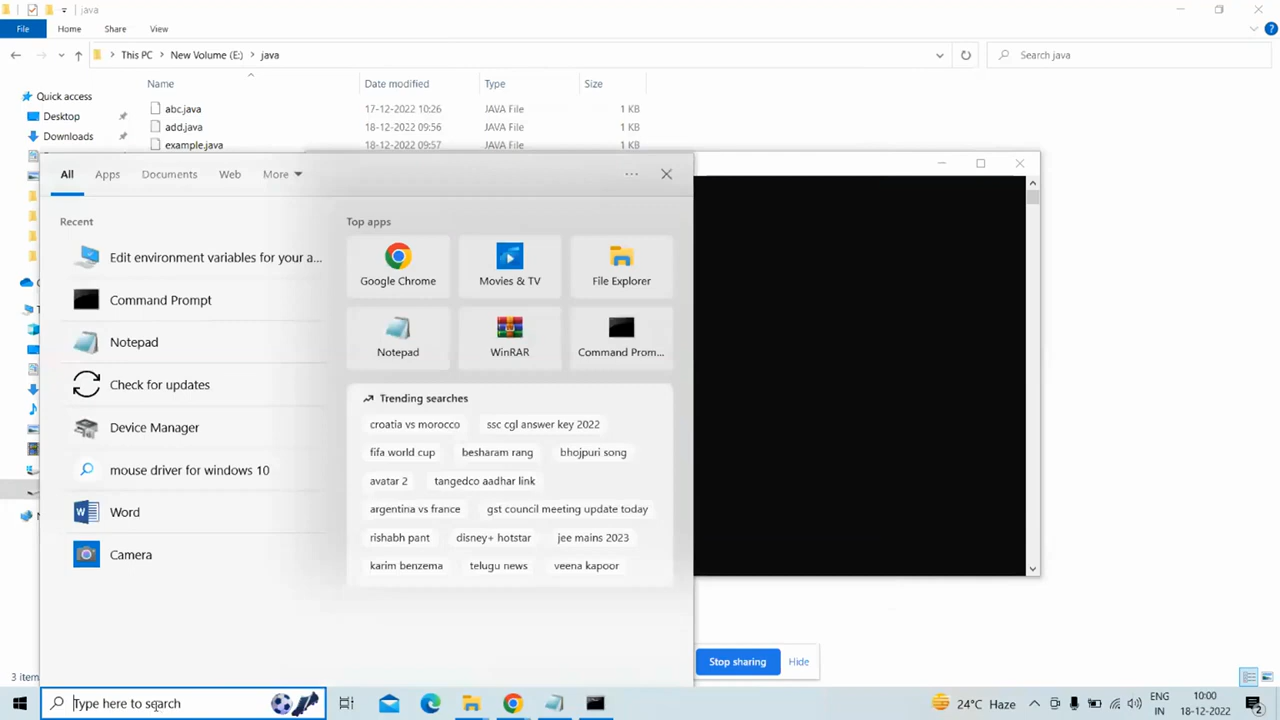 java
File
Home
Share
View
This PC
New Volume (E:)
java
Search java
Name
Date modified
Type
Size
Quick access
abc.java
17-12-2022 10:26
JAVA File
1 KB
Desktop
add.java
18-12-2022 09:56
JAVA File
1 KB
Downloads
example.java
18-12-2022 09:57
JAVA File
1 KB
All
Apps
Documents
Web
More
Recent
Edit environment variables for your a...
Command Prompt
Notepad
Check for updates
Device Manager
mouse driver for windows 10
Word
Camera
Top apps
Google Chrome
Movies & TV
File Explorer
Notepad
WinRAR
Command Prom...
Trending searches
croatia vs morocco
ssc cgl answer key 2022
fifa world cup
besharam rang
bhojpuri song
avatar 2
tangedco aadhar link
argentina vs france
gst council meeting update today
rishabh pant
disney+ hotstar
jee mains 2023
karim benzema
telugu news
veena kapoor
Stop sharing
Hide
3 item
Type here to search
24°C Haze
ENG
IN
10:00
18-12-2022
2